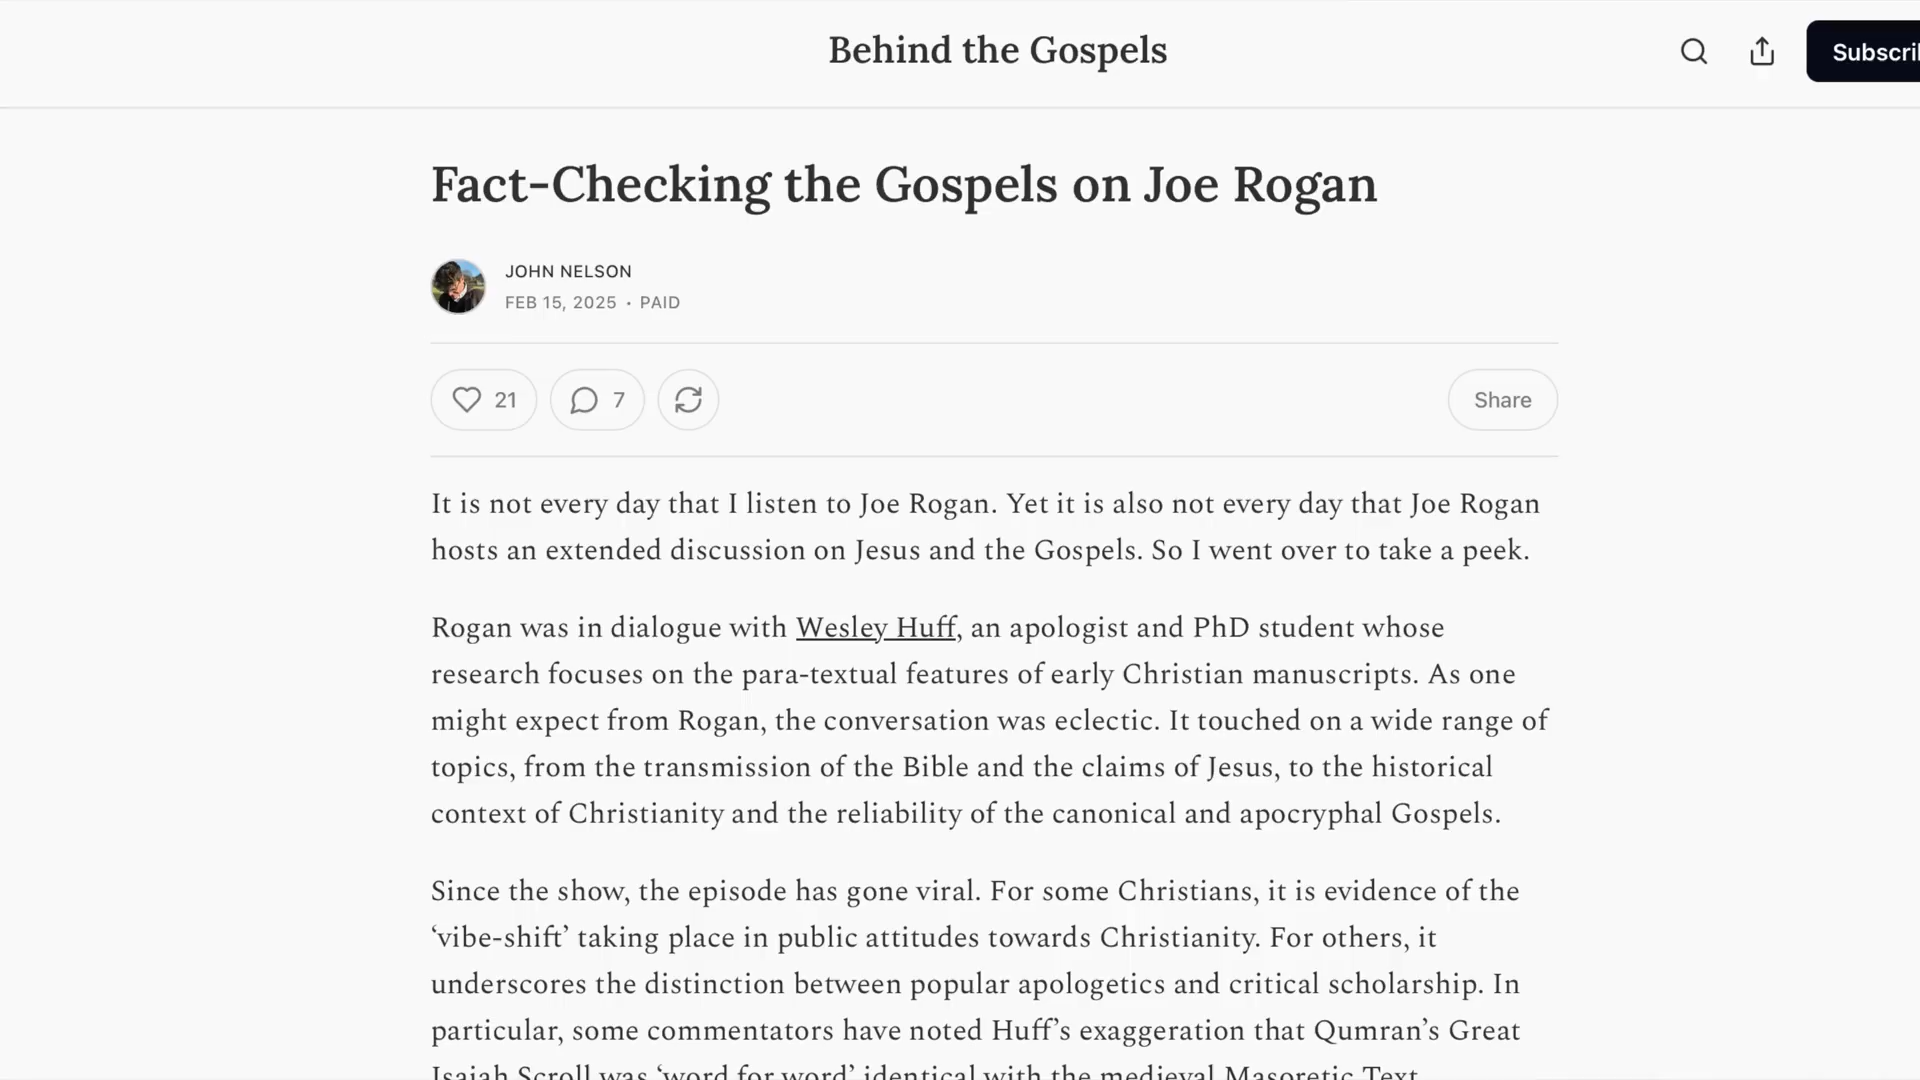 Behind the Gospels
Subscri
Fact-Checking the Gospels on Joe Rogan
JOHN NELSON
FEB 15, 2025 · PAID
21
7
Share
It is not every day that I listen to Joe Rogan. Yet it is also not every day that Joe Rogan
hosts an extended discussion on Jesus and the Gospels. So I went over to take a peek.
Rogan was in dialogue with Wesley Huff, an apologist and PhD student whose
research focuses on the para-textual features of early Christian manuscripts. As one
might expect from Rogan, the conversation was eclectic. It touched on a wide range of
topics, from the transmission of the Bible and the claims of Jesus, to the historical
context of Christianity and the reliability of the canonical and apocryphal Gospels.
Since the show, the episode has gone viral. For some Christians, it is evidence of the
‘vibe-shift’ taking place in public attitudes towards Christianity. For others, it
underscores the distinction between popular apologetics and critical scholarship. In
particular, some commentators have noted Huff’s exaggeration that Qumran’s Great
Isaiah Scroll was ‘word for word’ identical with the medieval Masoretic Text.